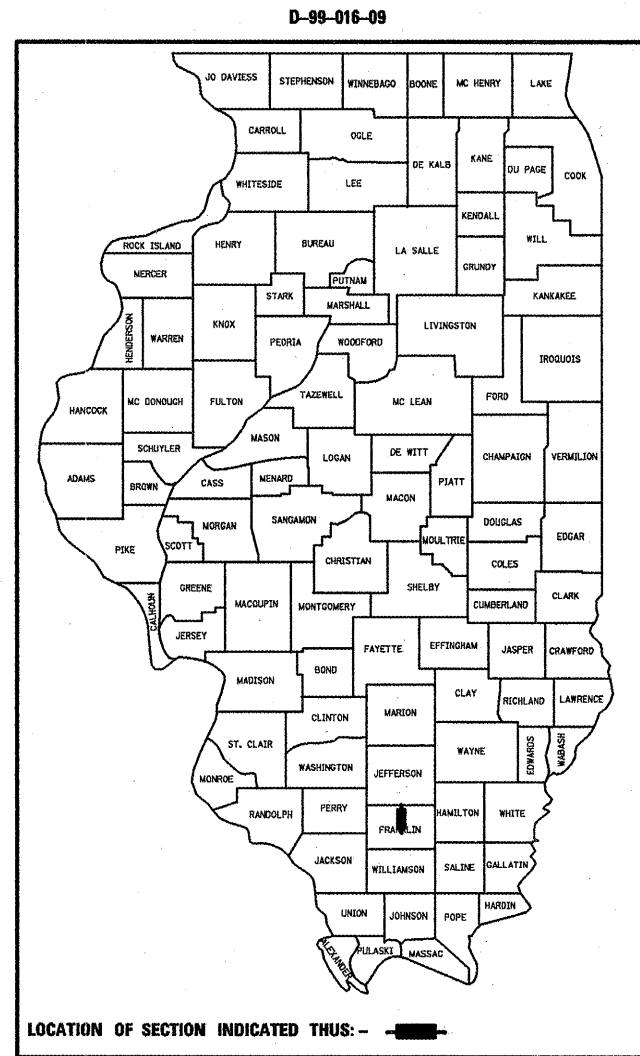 D-99-016-09
JO DAVIESS STEPHENSON WINNEBAGO BOONE MC HENRY LAKE
CARROLL OGLE DE KALB KANE DU PAGE COOK
WHITESIDE LEE
KENDALL WILL
ROCK ISLAND HENRY BUREAU LA SALLE
GRUNDY
MERCER PUTNAM
STARK MARSHALL KANKAKEE
HENDERSON WARREN KNOX LIVINGSTON
PEORIA WOODFORD IROQUOIS
TAZEWELL MC LEAN FORD
HANCOCK MC DONOUGH FULTON
MASON
SCHUYLER LOGAN DE WITT CHAMPAIGN VERMILION
ADAMS BROWN CASS MENARD PIATT
MACON
MORGAN SANGAMON DOUGLAS
PIKE SCOTT MOULTRIE EDGAR
CHRISTIAN COLES
GREENE SHELBY
CALHOUN MACOUPIN MONTGOMERY CUMBERLAND CLARK
JERSEY
FAYETTE EFFINGHAM JASPER CRAWFORD
BOND
MADISON CLAY RICHLAND LAWRENCE
CLINTON MARION
ST. CLAIR WAYNE EDWARDS WABASH
MONROE WASHINGTON JEFFERSON
RANDOLPH PERRY HAMILTON WHITE
FRANKLIN
JACKSON WILLIAMSON SALINE GALLATIN
UNION JOHNSON POPE HARDIN
ALEXANDER PULASKI MASSAC
LOCATION OF SECTION INDICATED THUS: -